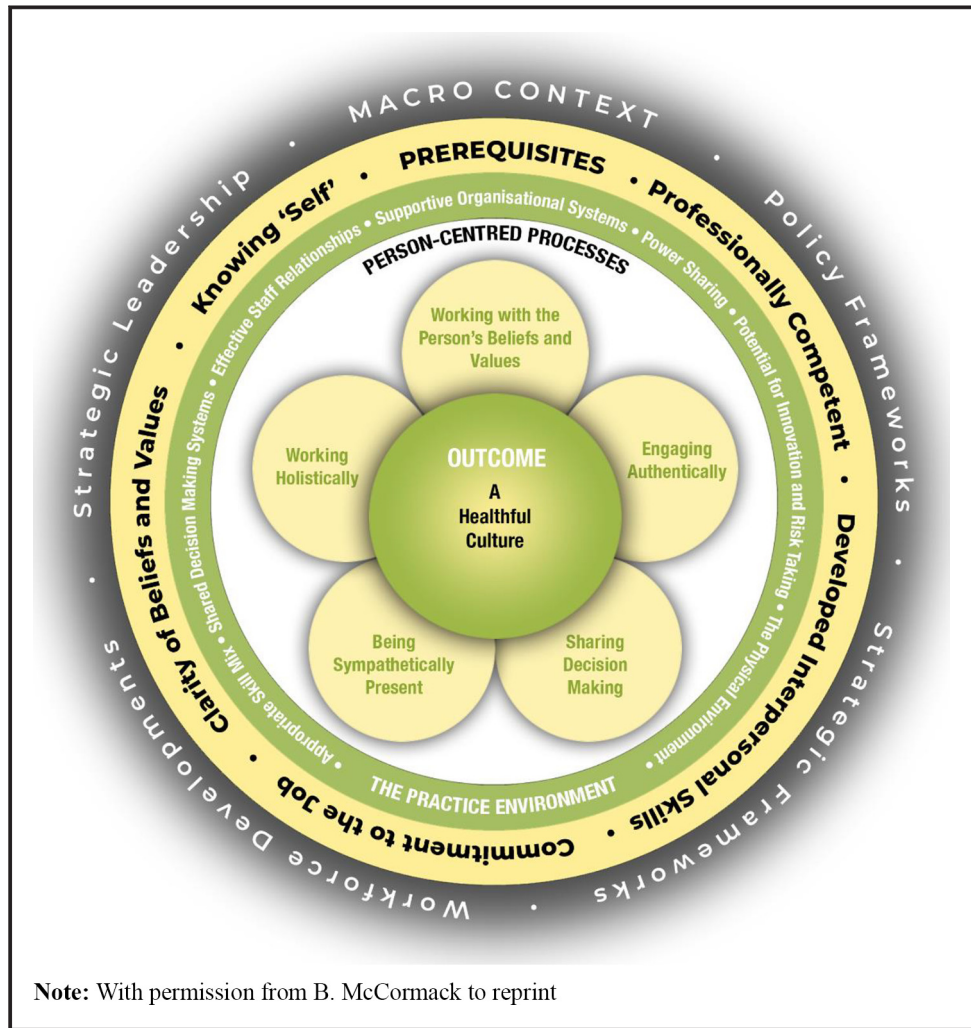 MACRO CONTEXT
•
Policy Frameworks
•
Strategic Frameworks
•
Workforce Developments
•
Strategic Leadership
•
PREREQUISITES
•
Professionally Competent
•
Developed Interpersonal Skills
•
Commitment to the Job
•
Clarity of Beliefs and Values
•
Knowing ‘Self’
•
THE PRACTICE ENVIRONMENT
• Appropriate Skill Mix • Shared Decision Making Systems • Effective Staff Relationships • Supportive Organisational Systems • Power Sharing • Potential for Innovation and Risk Taking • The Physical Environment •
PERSON-CENTRED PROCESSES
Working with the
Person’s Beliefs and
Values
Engaging
Authentically
Sharing
Decision
Making
Being
Sympathetically
Present
Working
Holistically
OUTCOME
A
Healthful
Culture
Note: With permission from B. McCormack to reprint